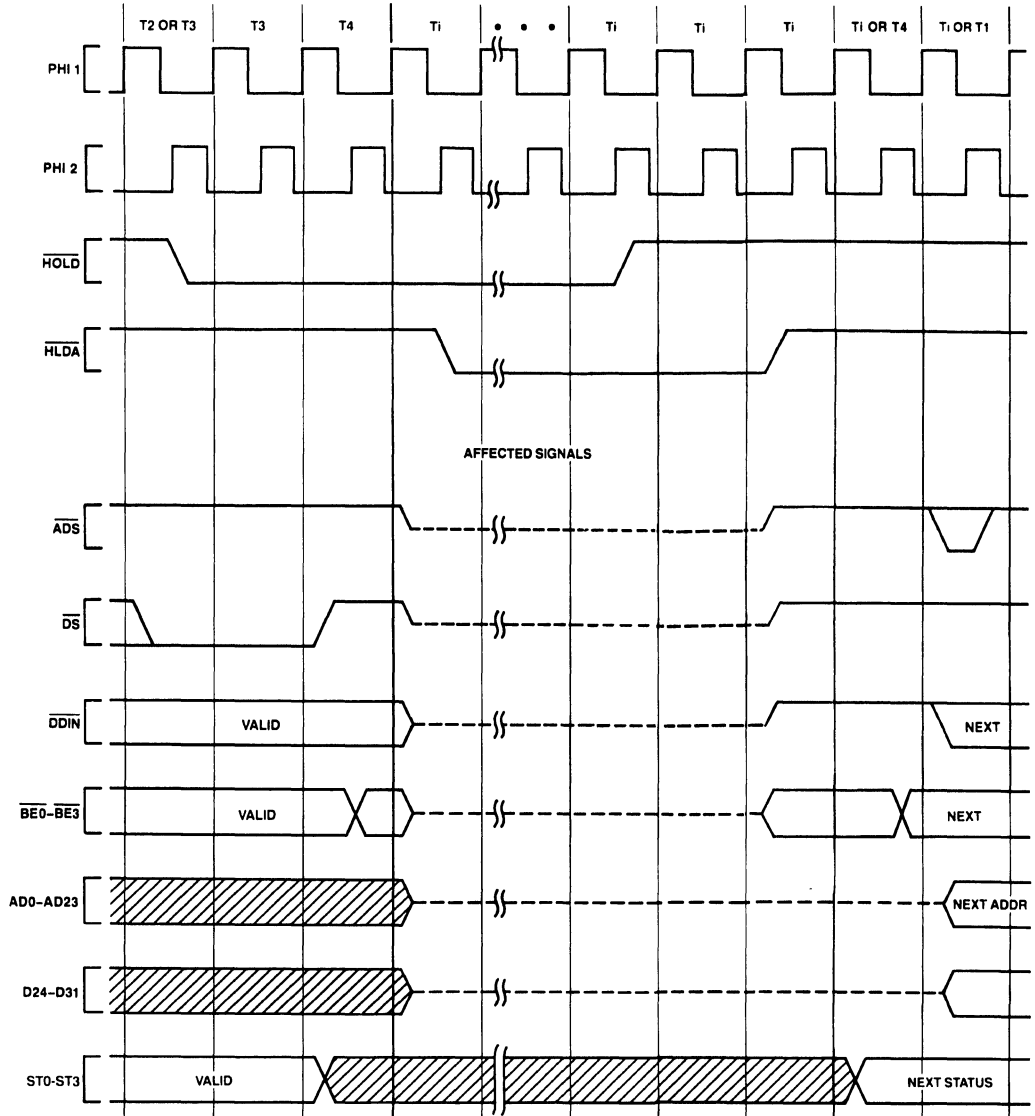 T2 OR T3 T3 T4 Ti • • • Ti Ti Ti Ti OR T4 Ti OR T1
PHI 1
PHI 2
HOLD
HLDA
AFFECTED SIGNALS
ADS
DS
DDIN VALID NEXT
BE0–BE3 VALID NEXT
AD0–AD23 NEXT ADDR
D24–D31
ST0-ST3 VALID NEXT STATUS